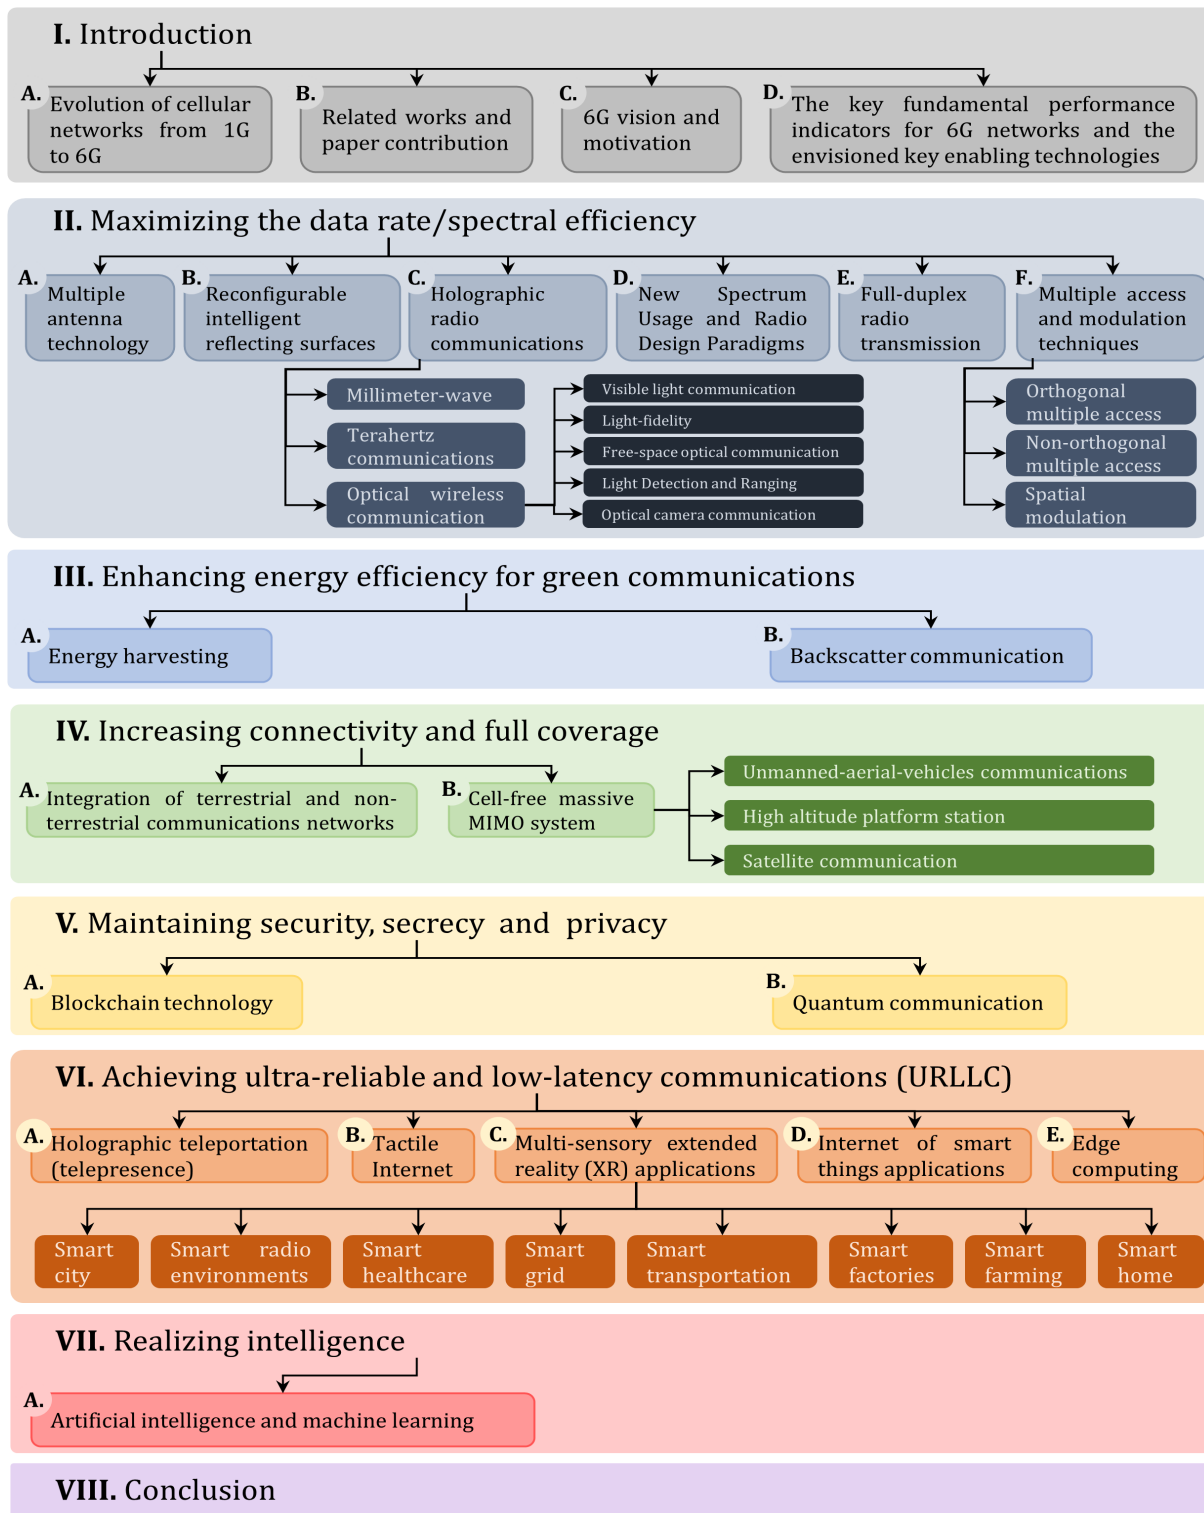 I. Introduction
A.
Evolution of cellular
networks from 1G
to 6G
B.
Related works and
paper contribution
C.
6G vision and
motivation
D.
The key fundamental performance
indicators for 6G networks and the
envisioned key enabling technologies
II. Maximizing the data rate/spectral efficiency
A.
Multiple
antenna
technology
B.
Reconfigurable
intelligent
reflecting surfaces
C.
Holographic
radio
communications
D.
New Spectrum
Usage and Radio
Design Paradigms
E.
Full-duplex
radio
transmission
F.
Multiple access
and modulation
techniques
Millimeter-wave
Terahertz
communications
Optical wireless
communication
Visible light communication
Light-fidelity
Free-space optical communication
Light Detection and Ranging
Optical camera communication
Orthogonal
multiple access
Non-orthogonal
multiple access
Spatial
modulation
III. Enhancing energy efficiency for green communications
A.
Energy harvesting
B.
Backscatter communication
IV. Increasing connectivity and full coverage
A.
Integration of terrestrial and non-
terrestrial communications networks
B.
Cell-free massive
MIMO system
Unmanned-aerial-vehicles communications
High altitude platform station
Satellite communication
V. Maintaining security, secrecy and privacy
A.
Blockchain technology
B.
Quantum communication
VI. Achieving ultra-reliable and low-latency communications (URLLC)
A.
Holographic teleportation
(telepresence)
B.
Tactile
Internet
C.
Multi-sensory extended
reality (XR) applications
D.
Internet of smart
things applications
E.
Edge
computing
Smart
city
Smart radio
environments
Smart
healthcare
Smart
grid
Smart
transportation
Smart
factories
Smart
farming
Smart
home
VII. Realizing intelligence
A.
Artificial intelligence and machine learning
VIII. Conclusion